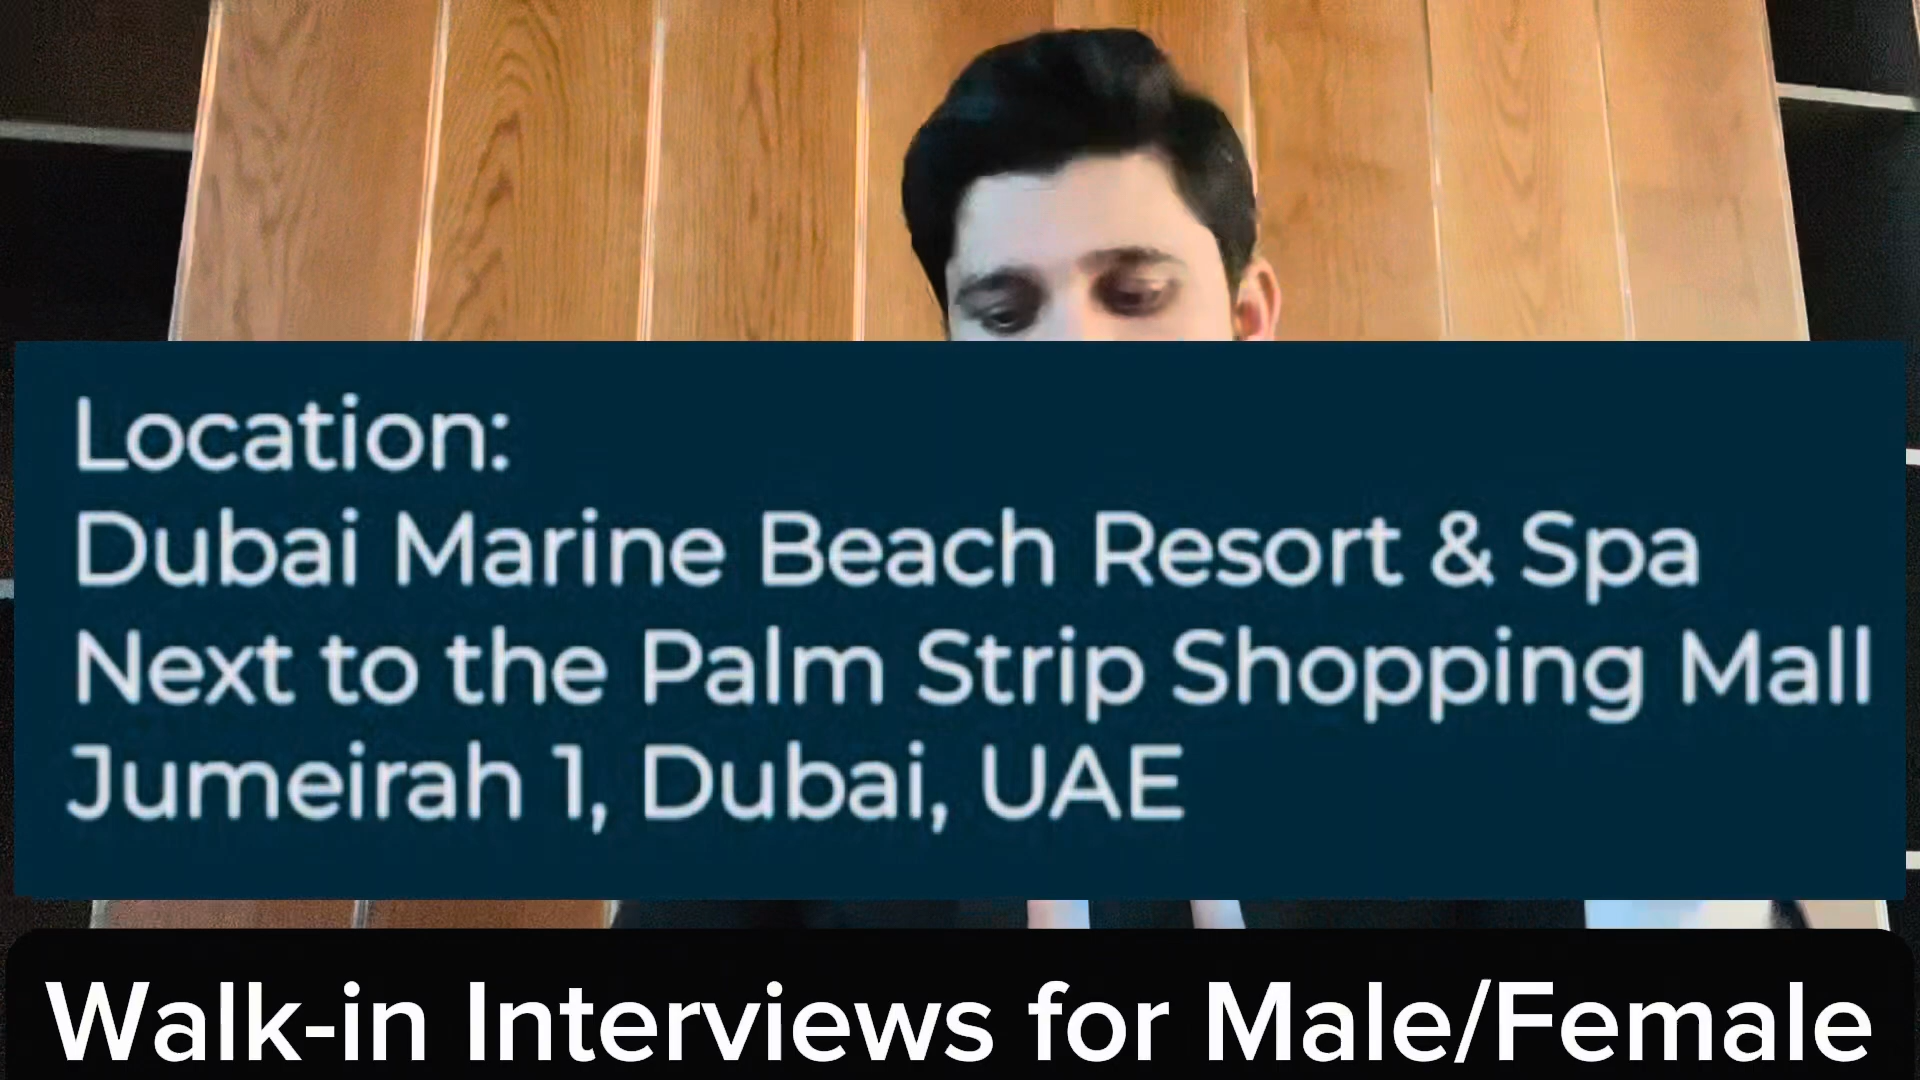 Location:
Dubai Marine Beach Resort & Spa
Next to the Palm Strip Shopping Mall
Jumeirah 1, Dubai, UAE
Walk-in Interviews for Male/Female